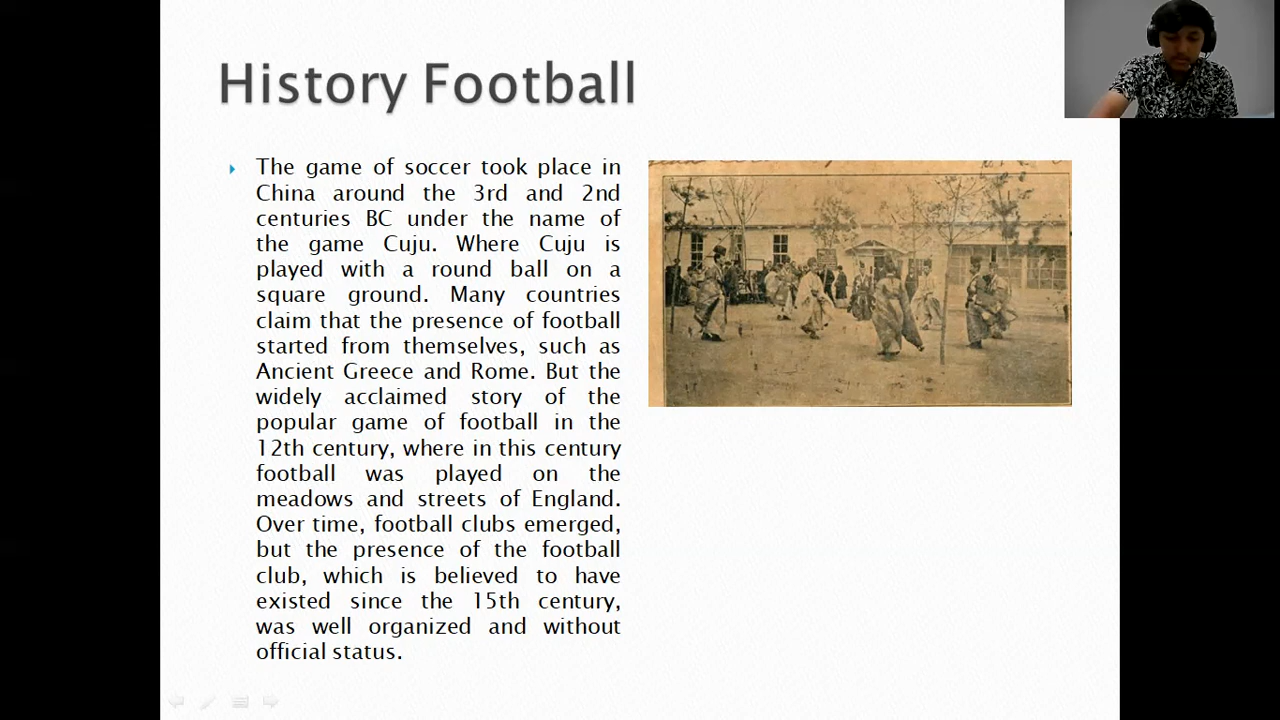 History Football
The game of soccer took place in
China around the 3rd and 2nd
centuries BC under the name of
the game Cuju. Where Cuju is
played with a round ball on a
square ground. Many countries
claim that the presence of football
started from themselves, such as
Ancient Greece and Rome. But the
widely acclaimed story of the
popular game of football in the
12th century, where in this century
football was played on the
meadows and streets of England.
Over time, football clubs emerged,
but the presence of the football
club, which is believed to have
existed since the 15th century,
was well organized and without
official status.